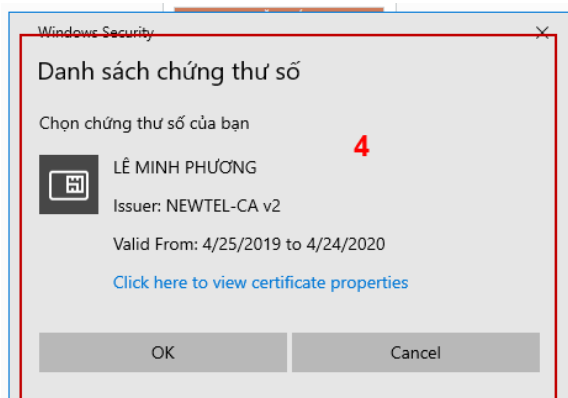 Windows Security
Danh sách chứng thư số
Chọn chứng thư số của bạn
4
LÊ MINH PHƯƠNG
Issuer: NEWTEL-CA v2
Valid From: 4/25/2019 to 4/24/2020
Click here to view certificate properties
OK
Cancel